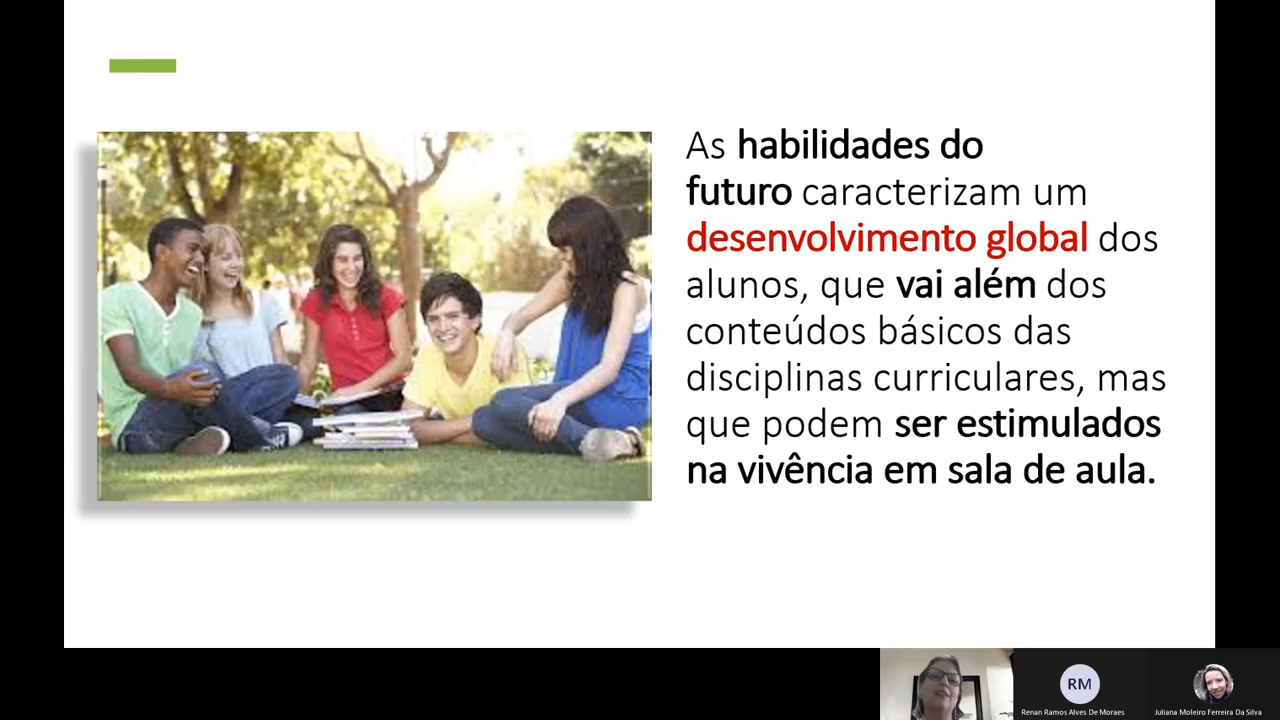 As habilidades do
futuro caracterizam um
desenvolvimento global dos
alunos, que vai além dos
conteúdos básicos das
disciplinas curriculares, mas
que podem ser estimulados
na vivência em sala de aula.
RM
Renan Ramos Alves De Moraes
Juliana Moleiro Ferreira Da Silva